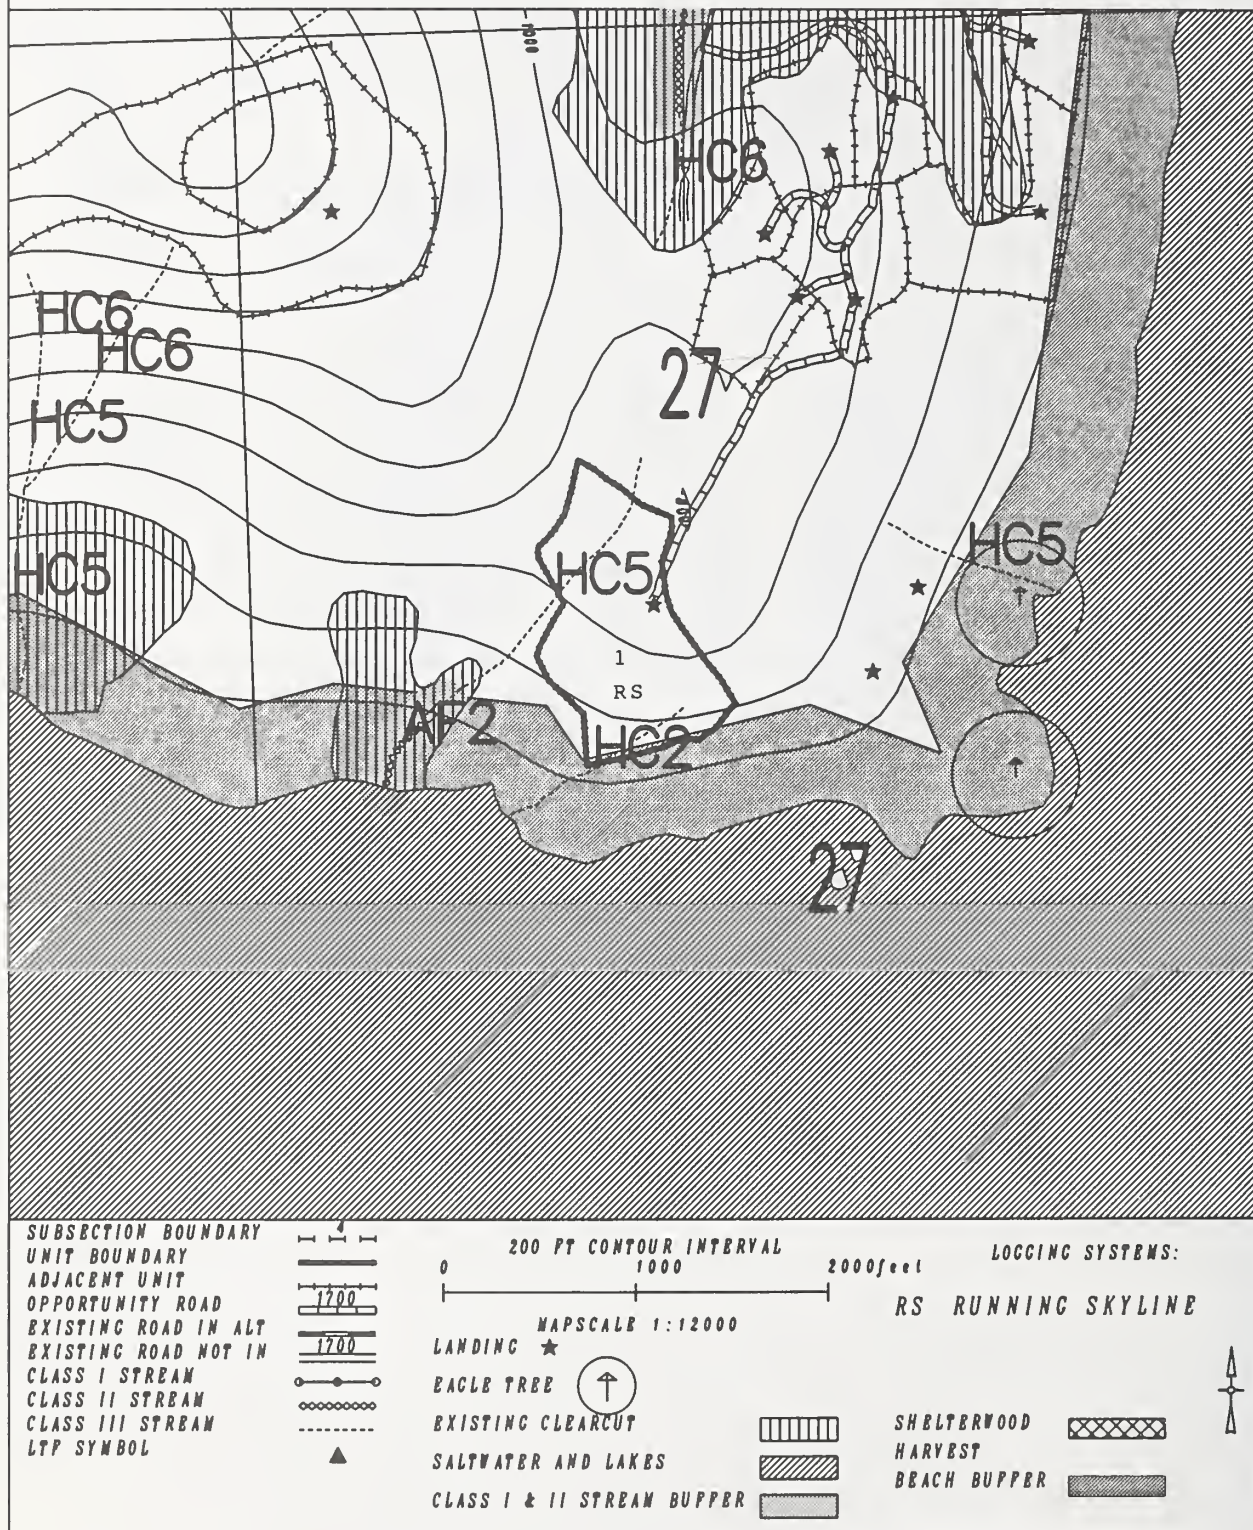 1000
HC6
HC6
HC6
HC5
27
HC5
HC5
HC5
1
RS
AF2
HC2
27
SUBSECTION BOUNDARY
UNIT BOUNDARY
ADJACENT UNIT
OPPORTUNITY ROAD 1700
EXISTING ROAD IN ALT
EXISTING ROAD NOT IN 1700
CLASS I STREAM
CLASS II STREAM
CLASS III STREAM
LTF SYMBOL
200 FT CONTOUR INTERVAL
0 1000 2000feet
MAPSCALE 1:12000
LANDING
EAGLE TREE
EXISTING CLEARCUT
SALTWATER AND LAKES
CLASS I & II STREAM BUFFER
LOGGING SYSTEMS:
RS RUNNING SKYLINE
SHELTERWOOD
HARVEST
BEACH BUFFER